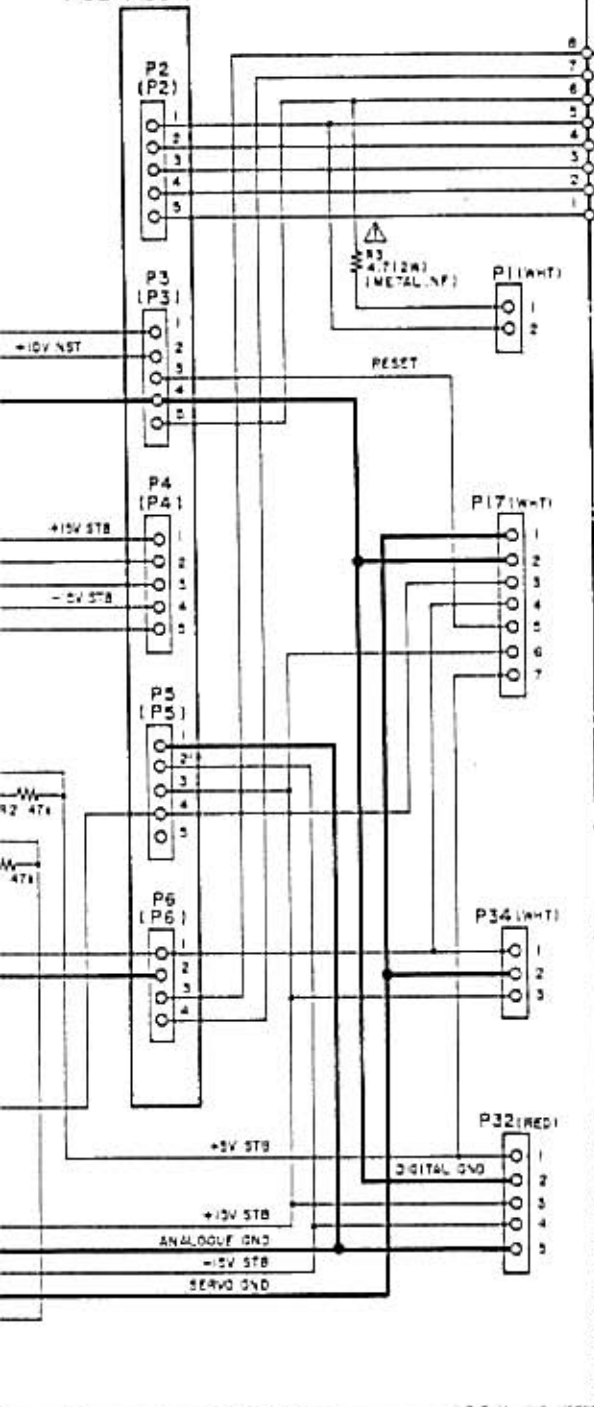 P2
(P2)
1
2
3
4
5
8
7
6
5
4
3
2
1
R3
4.7(2W)
(METAL.NF)
P1(WHT)
1
2
P3
(P3)
1
2
3
4
5
+10V NST
RESET
P4
(P4)
1
2
3
4
5
+15V STB
-15V STB
P17(WHT)
1
2
3
4
5
6
7
P5
(P5)
1
2
3
4
5
R2 47k
47k
P6
(P6)
1
2
3
4
P34(WHT)
1
2
3
P32(RED)
1
2
3
4
5
+5V STB
DIGITAL GND
+15V STB
ANALOGUE GND
-15V STB
SERVO GND